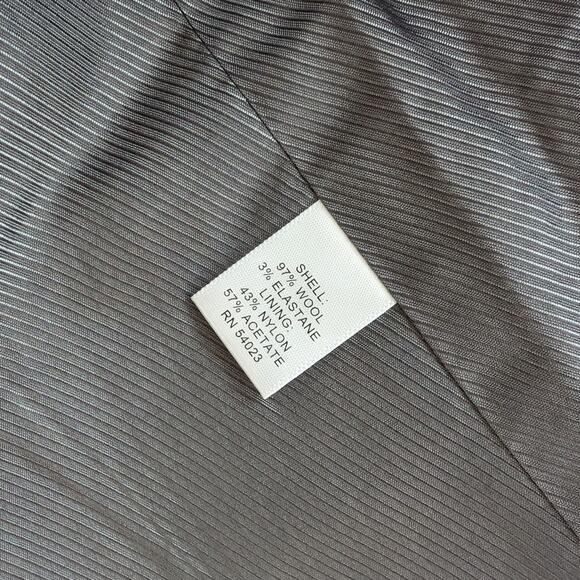 SHELL:
97% WOOL
3% ELASTANE
LINING:
43% NYLON
57% ACETATE
RN 54023